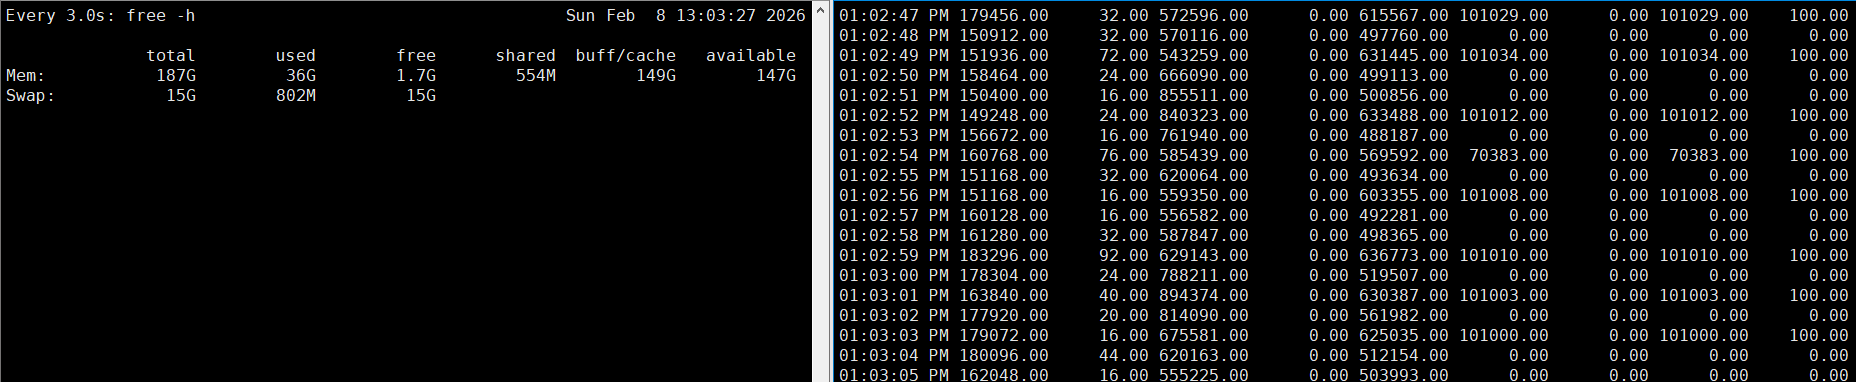 Every 3.0s: free -h Sun Feb  8 13:03:27 2026
total used free shared buff/cache available
Mem: 187G 36G 1.7G 554M 149G 147G
Swap: 15G 802M 15G
01:02:47 PM 179456.00 32.00 572596.00 0.00 615567.00 101029.00 0.00 101029.00 100.00
01:02:48 PM 150912.00 32.00 570116.00 0.00 497760.00 0.00 0.00 0.00 0.00
01:02:49 PM 151936.00 72.00 543259.00 0.00 631445.00 101034.00 0.00 101034.00 100.00
01:02:50 PM 158464.00 24.00 666090.00 0.00 499113.00 0.00 0.00 0.00 0.00
01:02:51 PM 150400.00 16.00 855511.00 0.00 500856.00 0.00 0.00 0.00 0.00
01:02:52 PM 149248.00 24.00 840323.00 0.00 633488.00 101012.00 0.00 101012.00 100.00
01:02:53 PM 156672.00 16.00 761940.00 0.00 488187.00 0.00 0.00 0.00 0.00
01:02:54 PM 160768.00 76.00 585439.00 0.00 569592.00 70383.00 0.00 70383.00 100.00
01:02:55 PM 151168.00 32.00 620064.00 0.00 493634.00 0.00 0.00 0.00 0.00
01:02:56 PM 151168.00 16.00 559350.00 0.00 603355.00 101008.00 0.00 101008.00 100.00
01:02:57 PM 160128.00 16.00 556582.00 0.00 492281.00 0.00 0.00 0.00 0.00
01:02:58 PM 161280.00 32.00 587847.00 0.00 498365.00 0.00 0.00 0.00 0.00
01:02:59 PM 183296.00 92.00 629143.00 0.00 636773.00 101010.00 0.00 101010.00 100.00
01:03:00 PM 178304.00 24.00 788211.00 0.00 519507.00 0.00 0.00 0.00 0.00
01:03:01 PM 163840.00 40.00 894374.00 0.00 630387.00 101003.00 0.00 101003.00 100.00
01:03:02 PM 177920.00 20.00 814090.00 0.00 561982.00 0.00 0.00 0.00 0.00
01:03:03 PM 179072.00 16.00 675581.00 0.00 625035.00 101000.00 0.00 101000.00 100.00
01:03:04 PM 180096.00 44.00 620163.00 0.00 512154.00 0.00 0.00 0.00 0.00
01:03:05 PM 162048.00 16.00 555225.00 0.00 503993.00 0.00 0.00 0.00 0.00